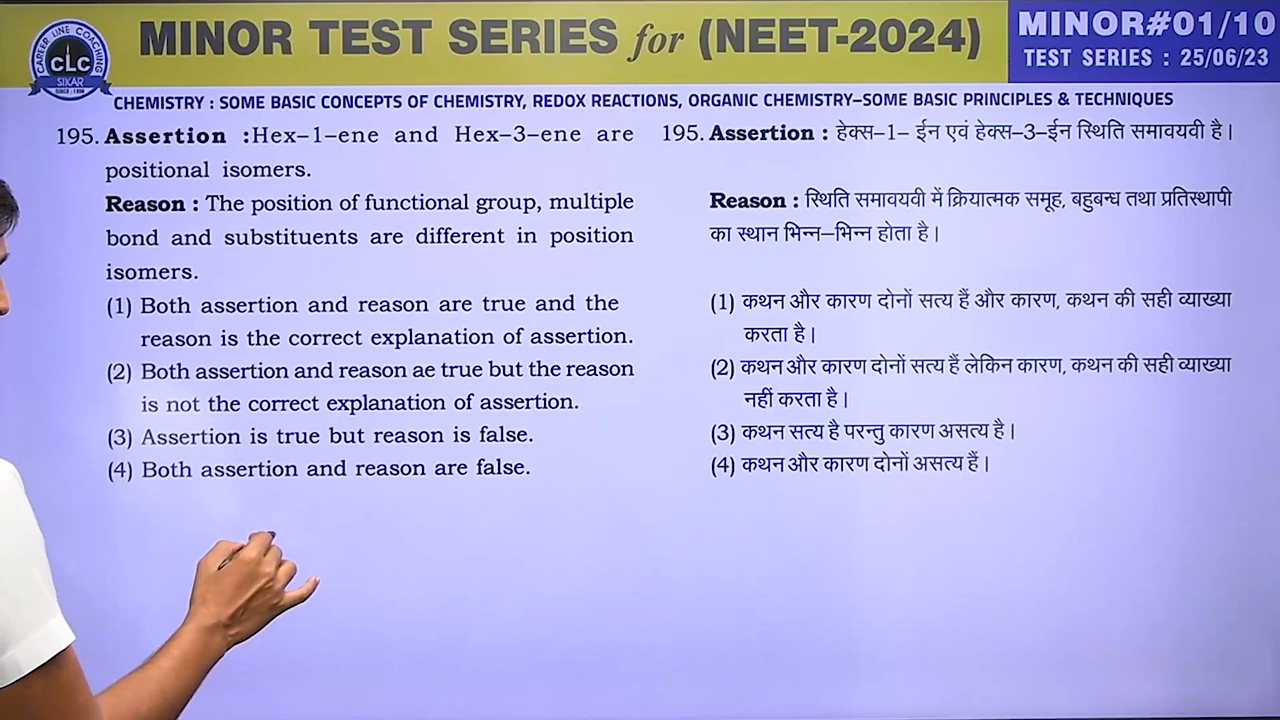 MINOR TEST SERIES for (NEET-2024)
MINOR#01/10
TEST SERIES : 25/06/23
CAREER LINE COACHING
CLC
SIKAR
SINCE : 1996
CHEMISTRY : SOME BASIC CONCEPTS OF CHEMISTRY, REDOX REACTIONS, ORGANIC CHEMISTRY–SOME BASIC PRINCIPLES & TECHNIQUES
195. Assertion :Hex–1–ene and Hex–3–ene are
positional isomers.
Reason : The position of functional group, multiple
bond and substituents are different in position
isomers.
(1) Both assertion and reason are true and the
reason is the correct explanation of assertion.
(2) Both assertion and reason ae true but the reason
is not the correct explanation of assertion.
(3) Assertion is true but reason is false.
(4) Both assertion and reason are false.
195. Assertion : हेक्स–1– ईन एवं हेक्स–3–ईन स्थिति समावयवी है।
Reason : स्थिति समावयवी में क्रियात्मक समूह, बहुबन्ध तथा प्रतिस्थापी
का स्थान भिन्न–भिन्न होता है।
(1) कथन और कारण दोनों सत्य हैं और कारण, कथन की सही व्याख्या
करता है।
(2) कथन और कारण दोनों सत्य हैं लेकिन कारण, कथन की सही व्याख्या
नहीं करता है।
(3) कथन सत्य है परन्तु कारण असत्य है।
(4) कथन और कारण दोनों असत्य हैं।